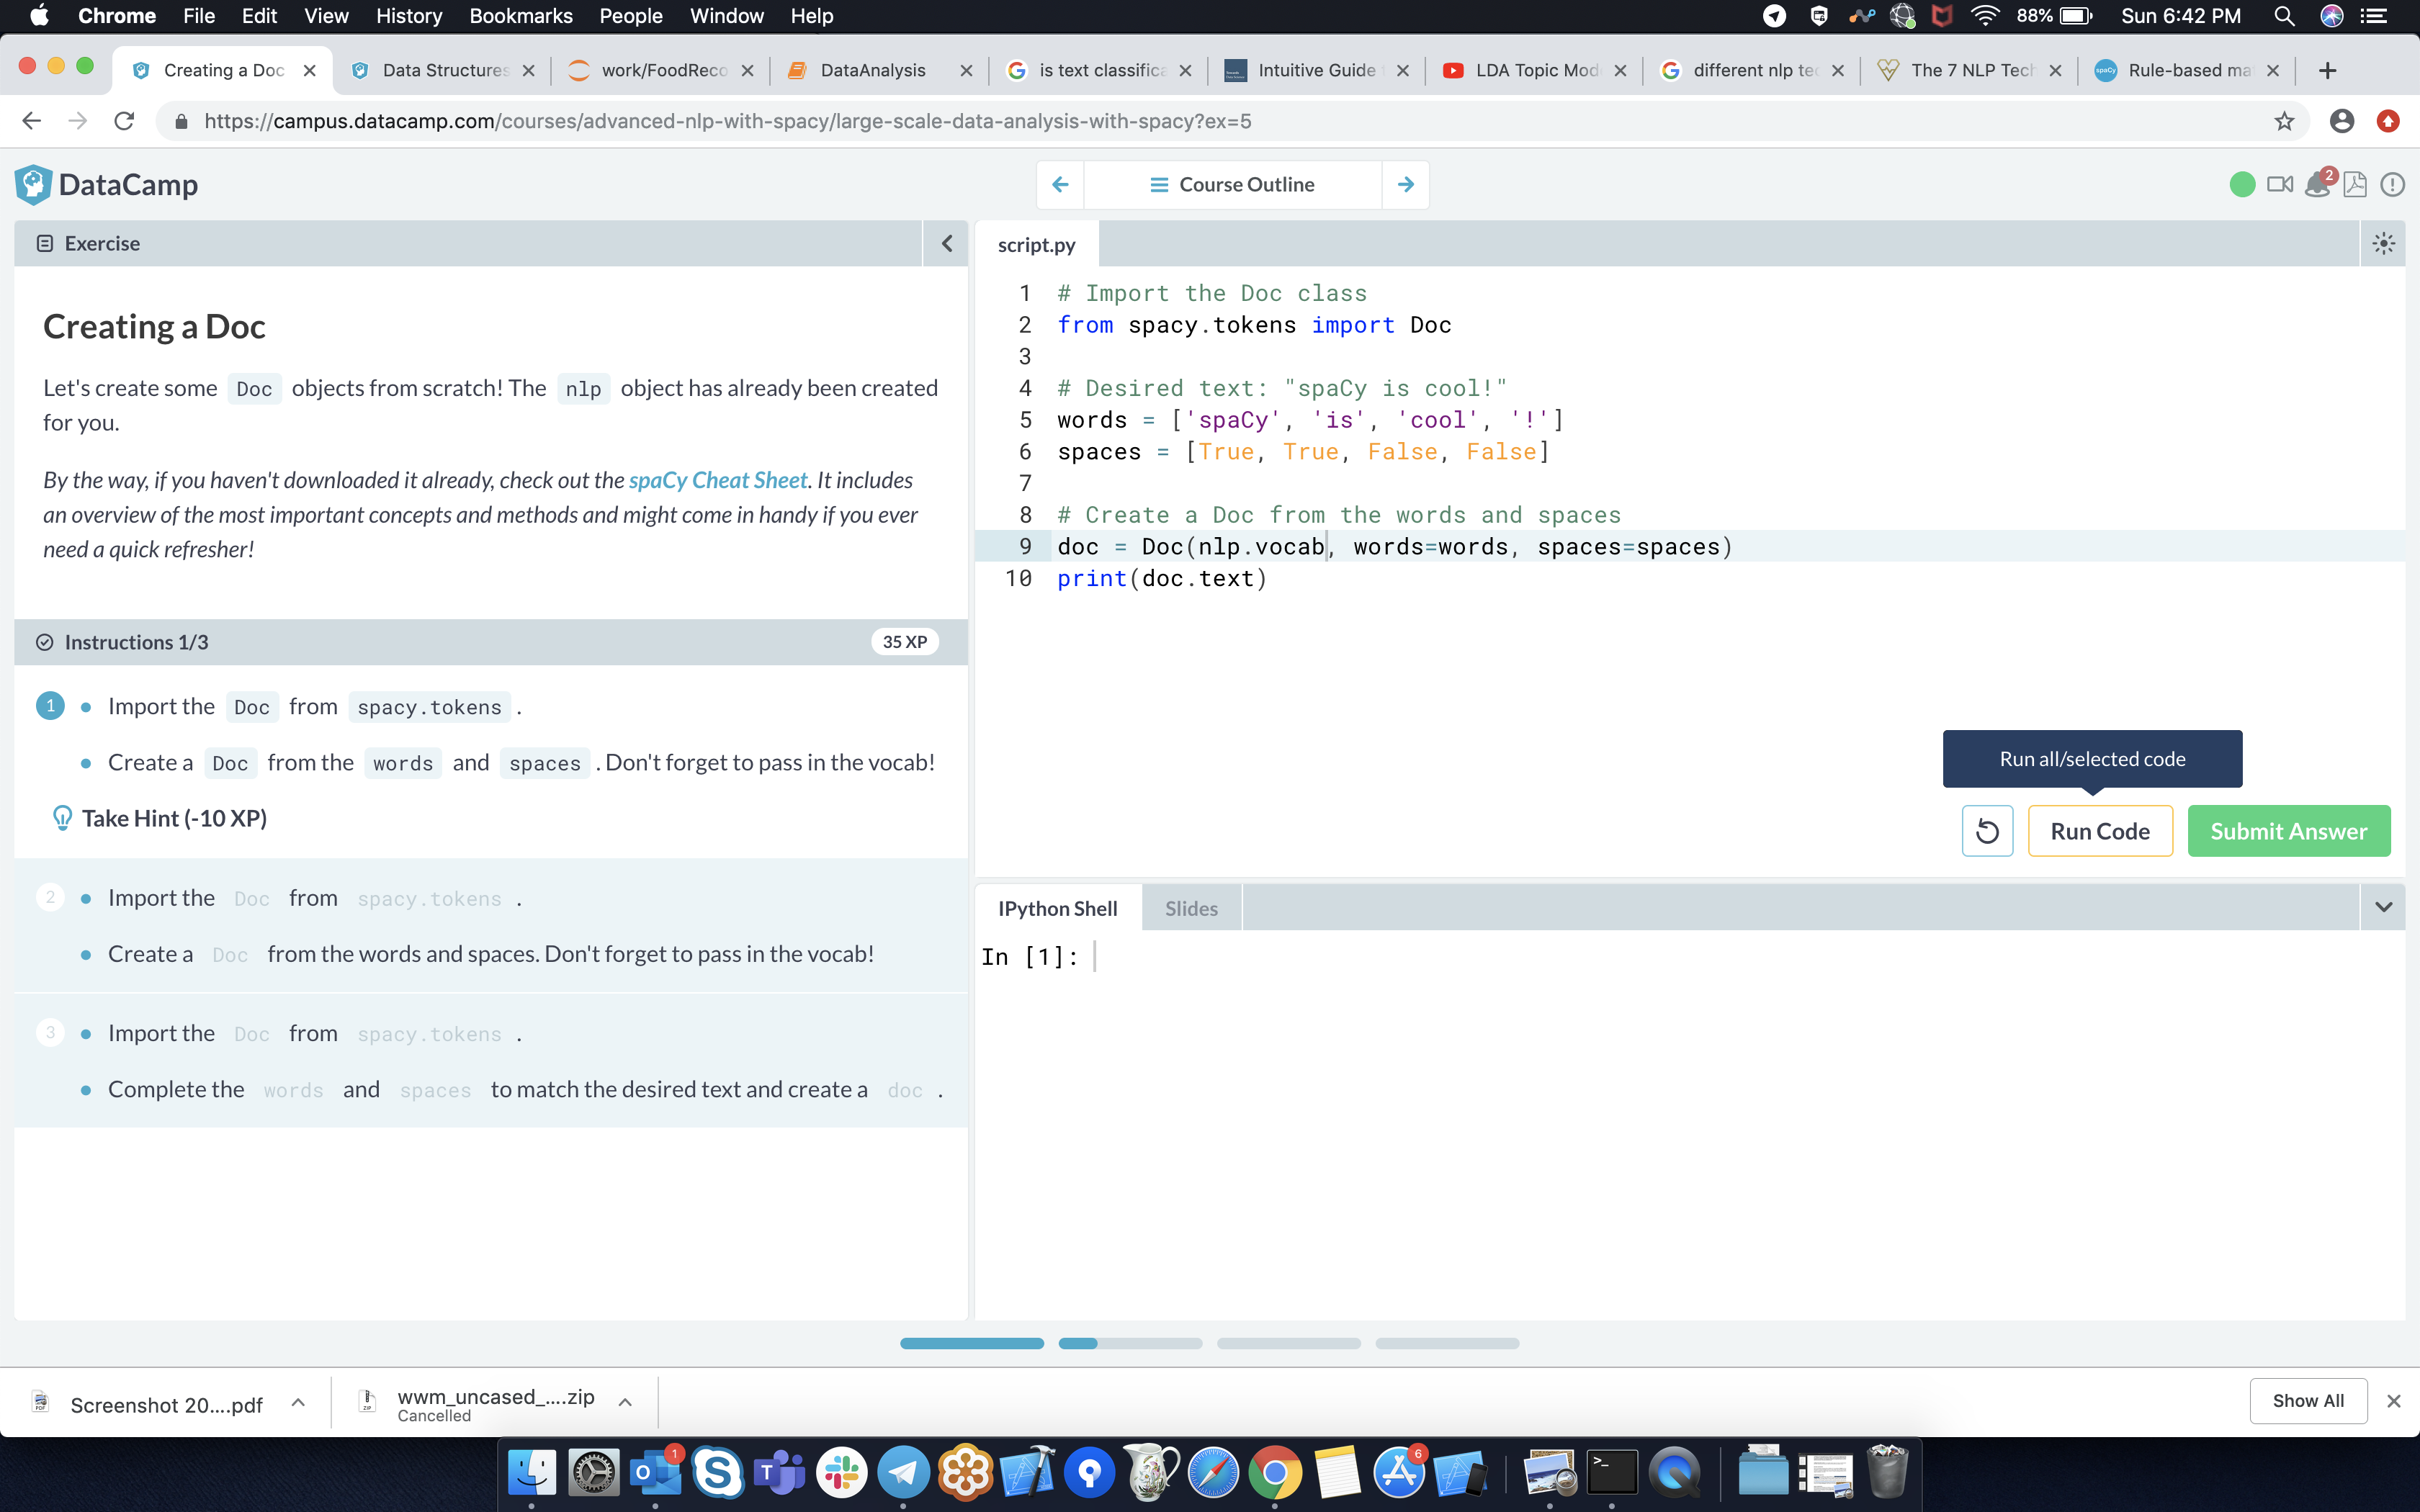 Chrome File Edit View History Bookmarks People Window Help 88% Sun 6:42 PM
Creating a Doc Data Structures work/FoodReco DataAnalysis is text classifica Intuitive Guide LDA Topic Mod different nlp tec The 7 NLP Tech Rule-based ma
https://campus.datacamp.com/courses/advanced-nlp-with-spacy/large-scale-data-analysis-with-spacy?ex=5
DataCamp
Course Outline
2
Exercise
Creating a Doc
Let's create some Doc objects from scratch! The nlp object has already been created
for you.
By the way, if you haven't downloaded it already, check out the spaCy Cheat Sheet. It includes
an overview of the most important concepts and methods and might come in handy if you ever
need a quick refresher!
Instructions 1/3 35 XP
1 Import the Doc from spacy.tokens .
Create a Doc from the words and spaces . Don't forget to pass in the vocab!
Take Hint (-10 XP)
2 Import the Doc from spacy.tokens .
Create a Doc from the words and spaces. Don't forget to pass in the vocab!
3 Import the Doc from spacy.tokens .
Complete the words and spaces to match the desired text and create a doc .
script.py
1 # Import the Doc class
2 from spacy.tokens import Doc
3
4 # Desired text: "spaCy is cool!"
5 words = ['spaCy', 'is', 'cool', '!']
6 spaces = [True, True, False, False]
7
8 # Create a Doc from the words and spaces
9 doc = Doc(nlp.vocab, words=words, spaces=spaces)
10 print(doc.text)
Run all/selected code
Run Code Submit Answer
IPython Shell Slides
In [1]:
Screenshot 20....pdf
wwm_uncased_....zip
Cancelled
Show All
1 6